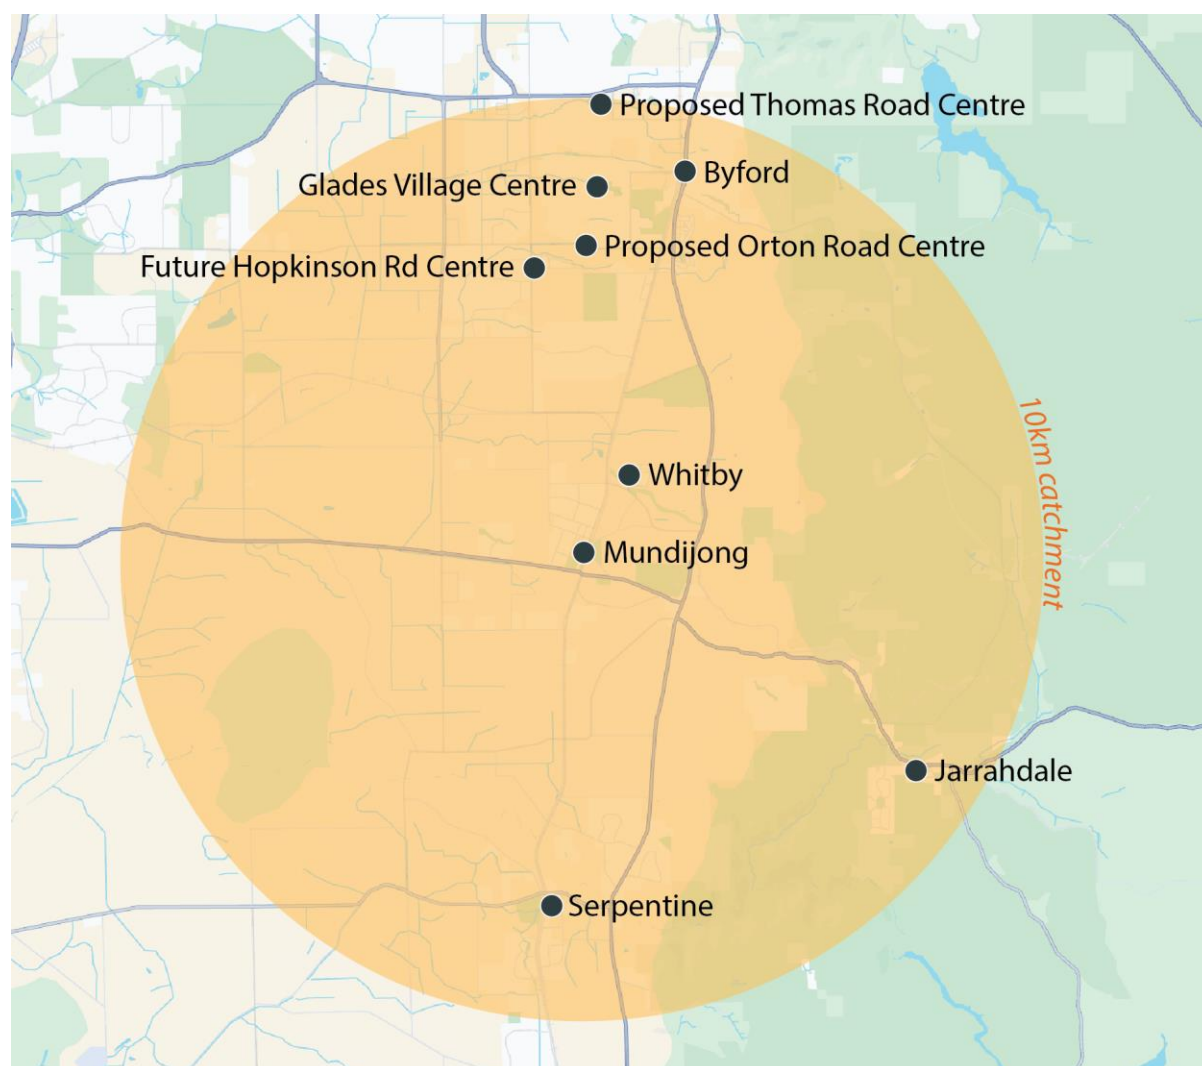 Proposed Thomas Road Centre
Byford
Glades Village Centre
Proposed Orton Road Centre
Future Hopkinson Rd Centre
10km catchment
Whitby
Mundijong
Jarrahdale
Serpentine